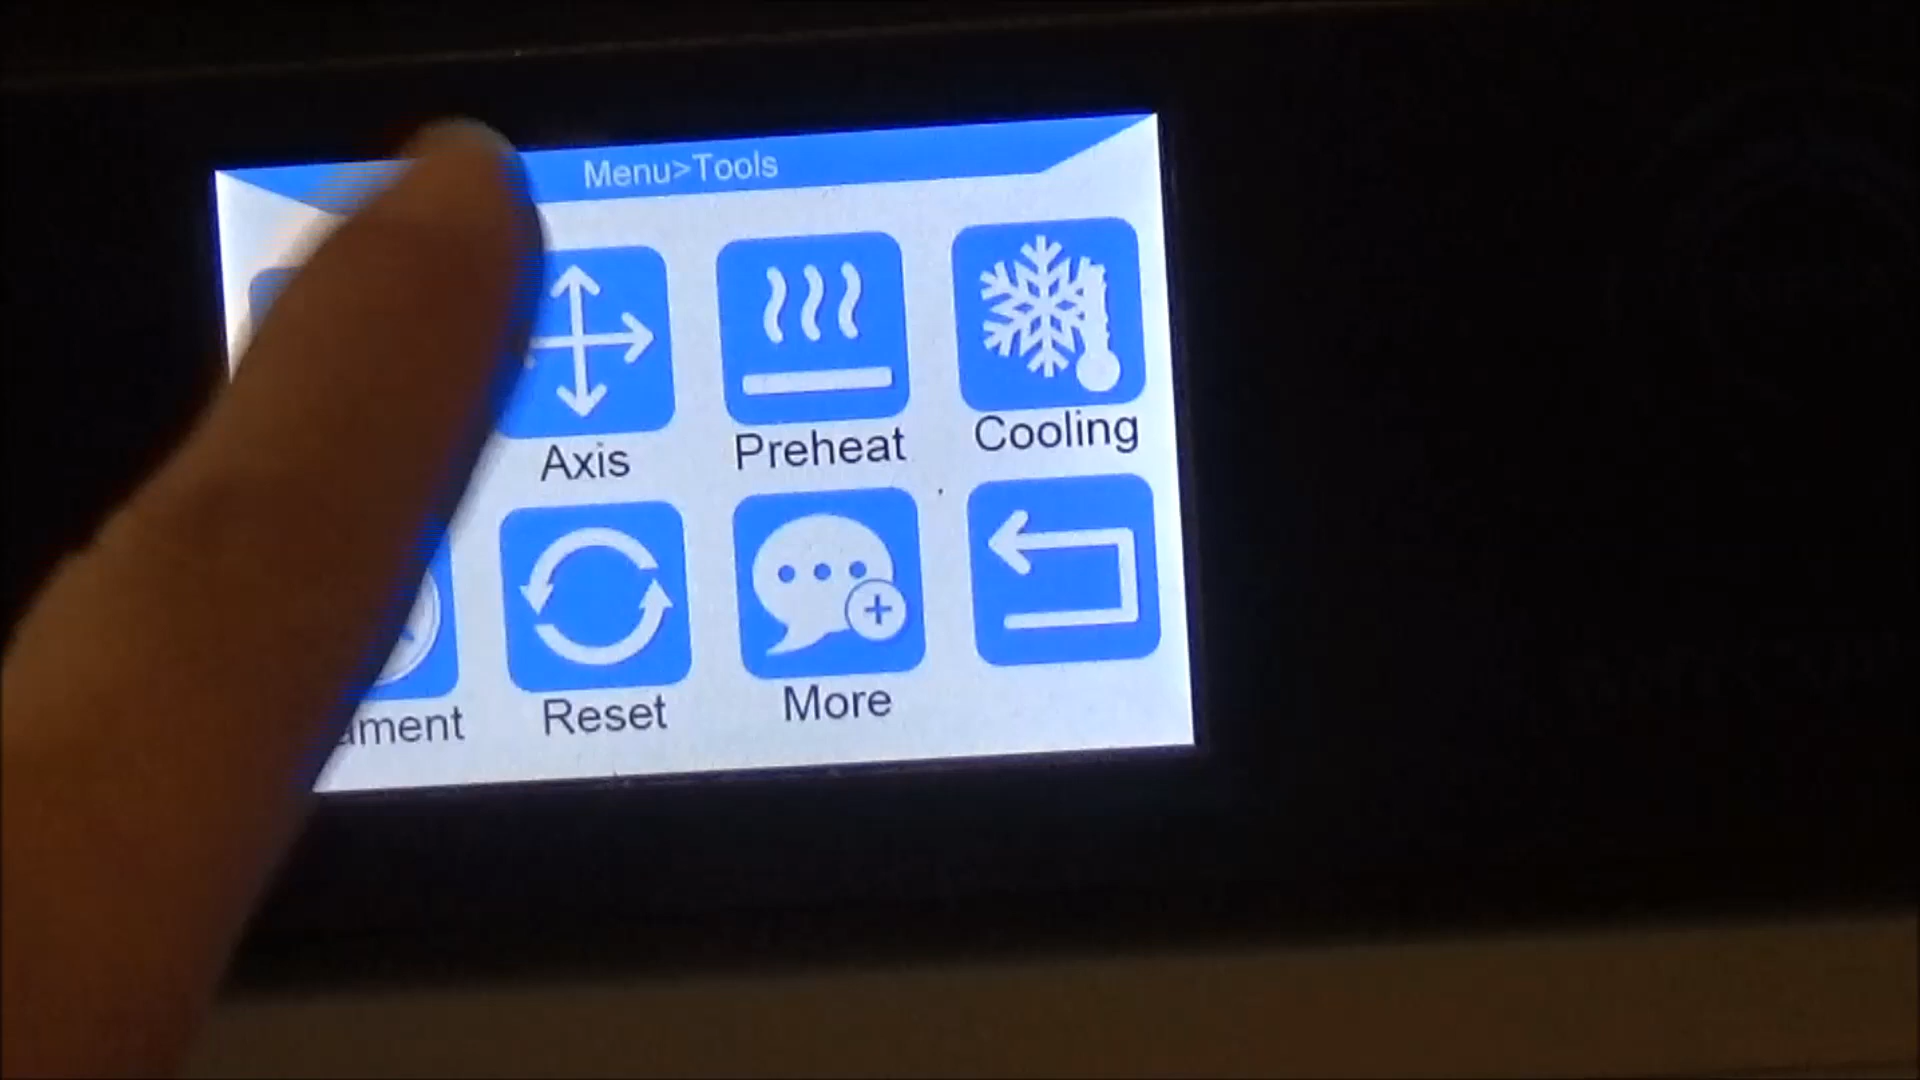 Menu>Tools
Axis
Preheat
Cooling
ament
Reset
More